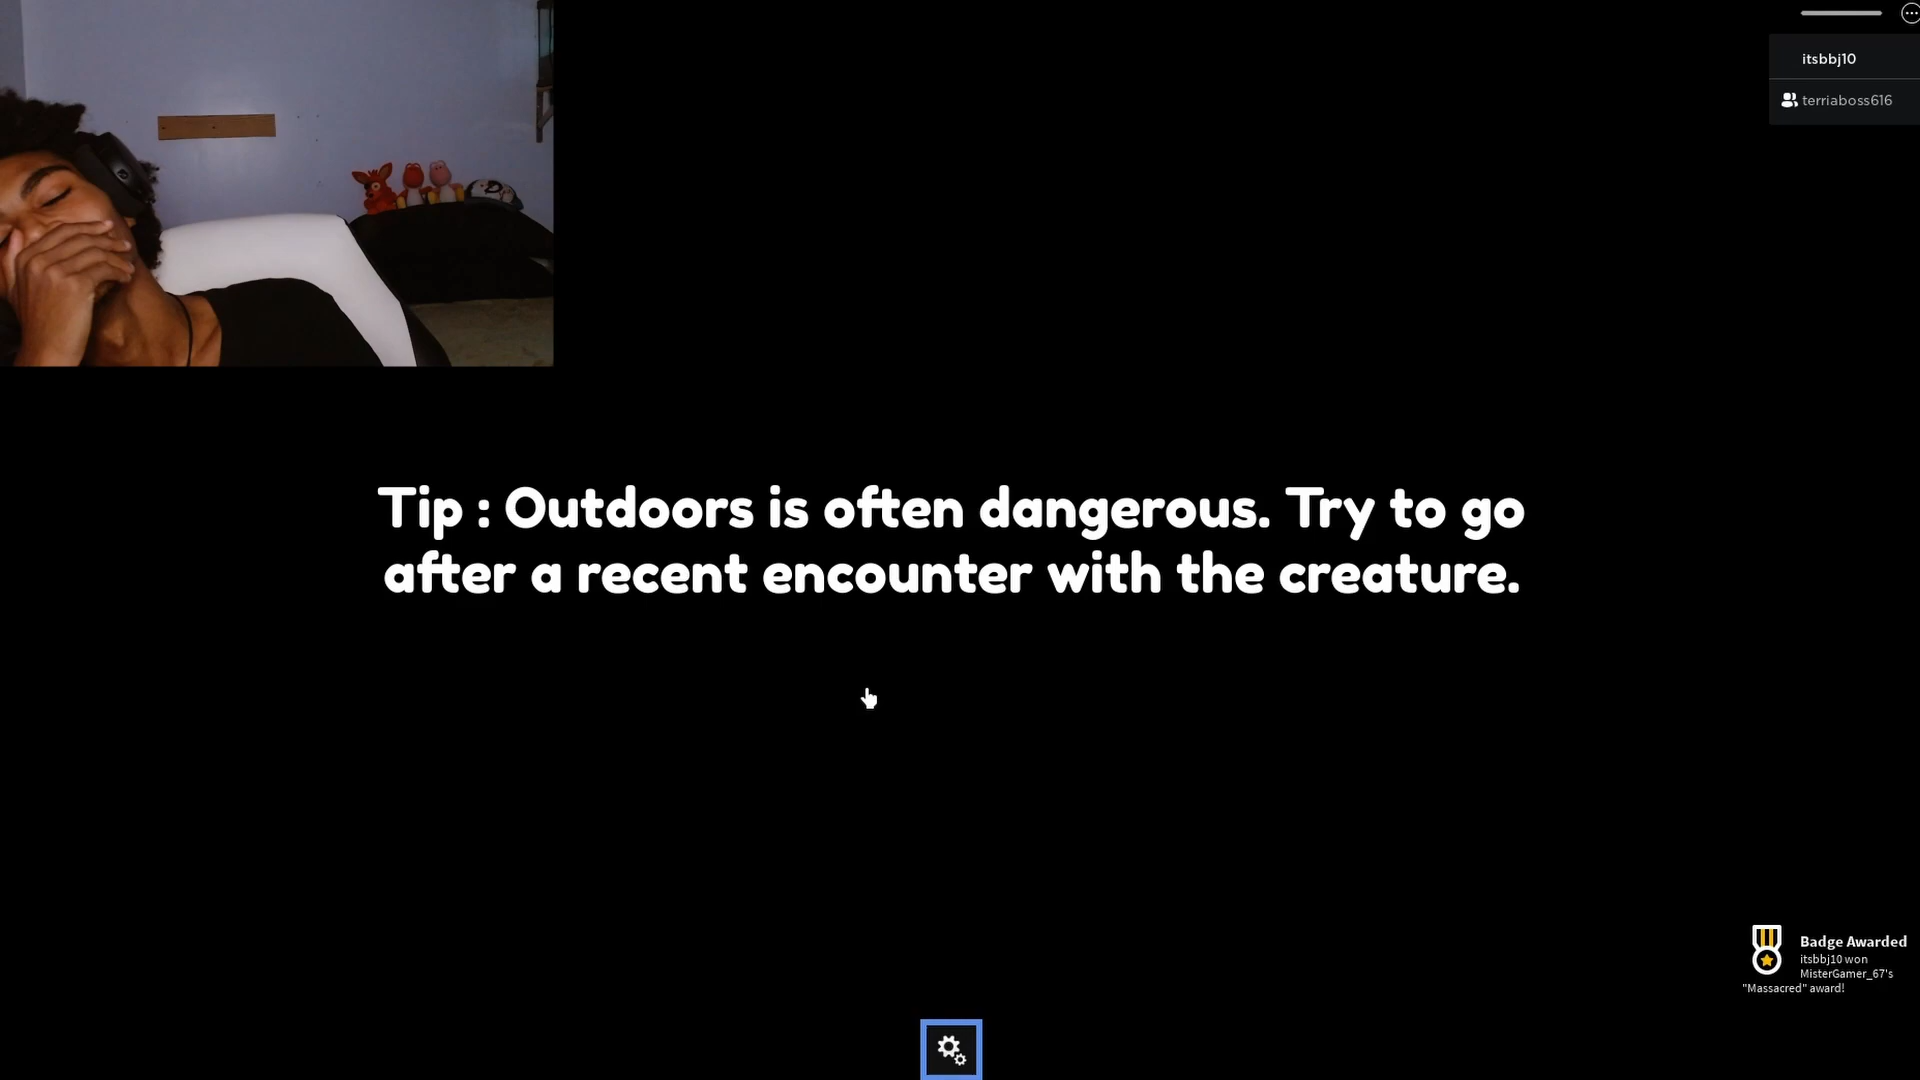 itsbbj10
terriaboss616
Tip : Outdoors is often dangerous. Try to go
after a recent encounter with the creature.
Badge Awarded
itsbbj10 won
MisterGamer_67's
"Massacred" award!